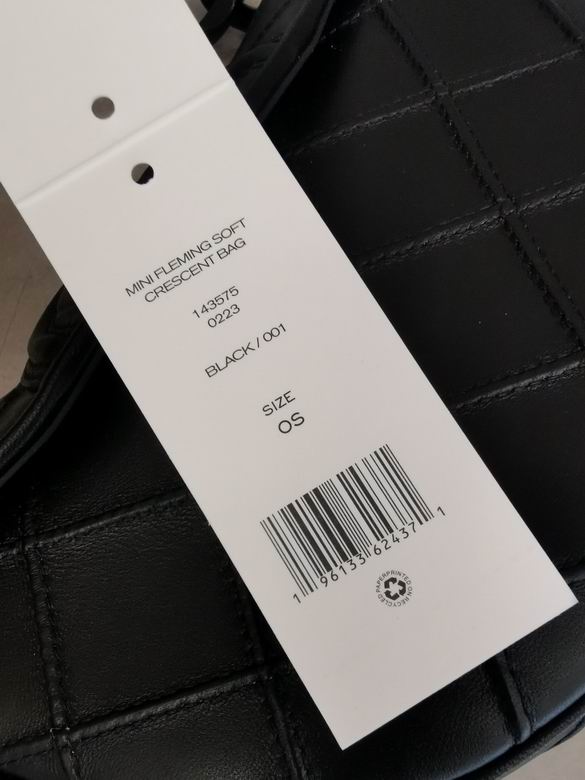 MINI FLEMING SOFT
CRESCENT BAG
143575
0223
BLACK / 001
SIZE
OS
1 96133 62437 1
PRINTED ON RECYCLED PAPER